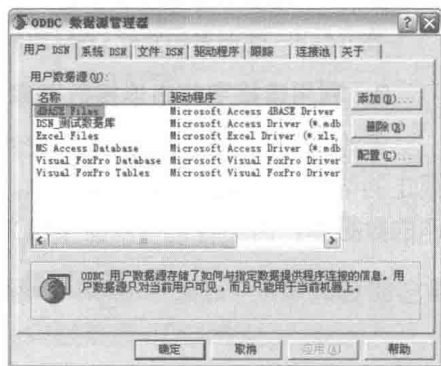 ODBC 数据源管理器
用户 DSN 系统 DSN 文件 DSN 驱动程序 跟踪 连接池 关于
用户数据源(U):
名称 驱动程序
dBASE Files Microsoft Access dBASE Driver
DSN_测试数据库 Microsoft Access Driver (*.mdb
Excel Files Microsoft Excel Driver (*.xls,
MS Access Database Microsoft Access Driver (*.mdb
Visual FoxPro Database Microsoft Visual FoxPro Driver
Visual FoxPro Tables Microsoft Visual FoxPro Driver
添加(D)...
删除(R)
配置(C)...
ODBC 用户数据源存储了如何与指定数据提供程序连接的信息。用
户数据源只对当前用户可见，而且只能用于当前机器上。
确定 取消 应用(A) 帮助